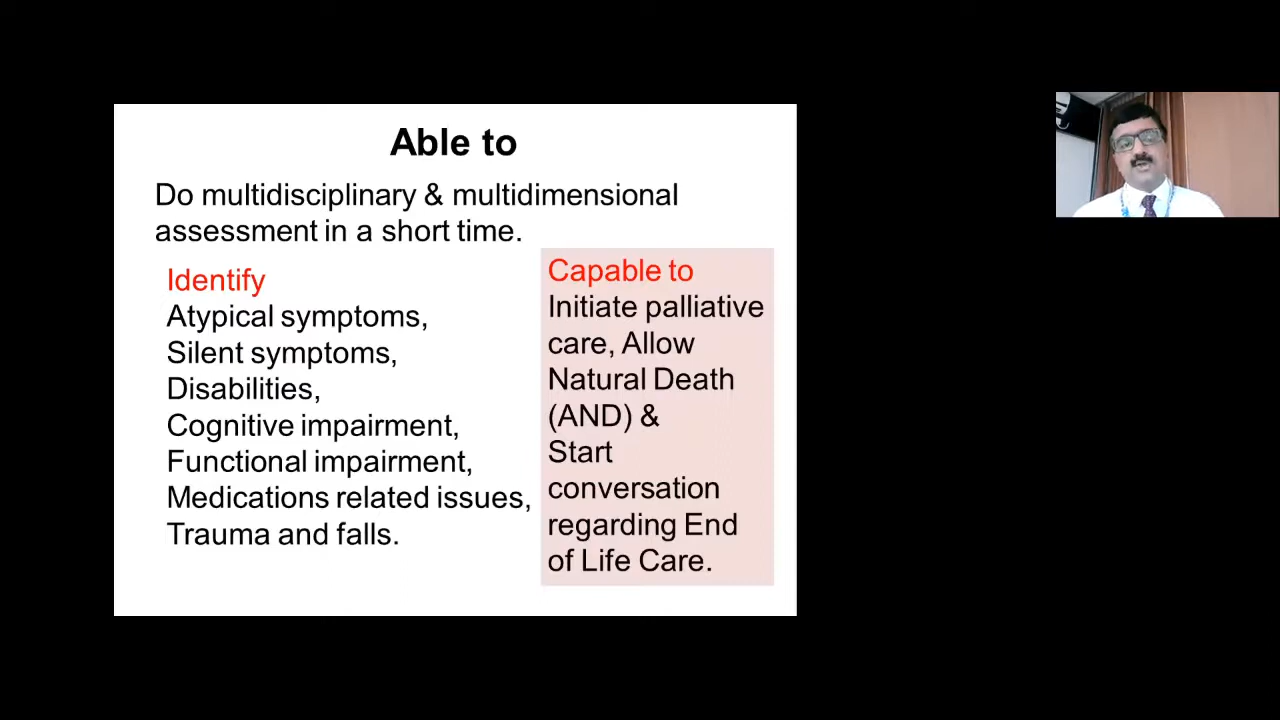 Able to
Do multidisciplinary & multidimensional
assessment in a short time.
Identify
Atypical symptoms,
Silent symptoms,
Disabilities,
Cognitive impairment,
Functional impairment,
Medications related issues,
Trauma and falls.
Capable to
Initiate palliative
care, Allow
Natural Death
(AND) &
Start
conversation
regarding End
of Life Care.